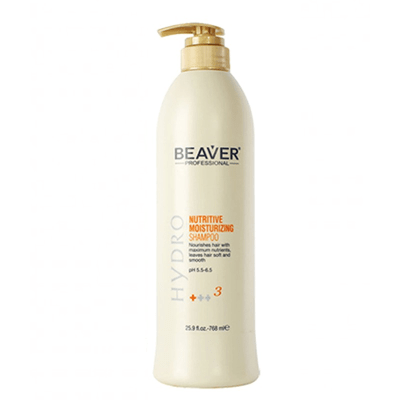 BEAVER
PROFESSIONAL
HYDRO
NUTRITIVE
MOISTURIZING
SHAMPOO
Nourishes hair with
maximum nutrients,
leaves hair soft and
smooth
pH 5.5-6.5
+++3
25.9 fl.oz.-768 ml℮